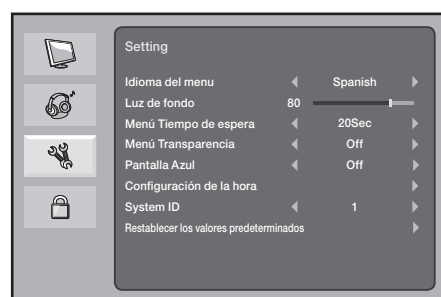 Setting
Idioma del menu Spanish
Luz de fondo 80
Menú Tiempo de espera 20Sec
Menú Transparencia Off
Pantalla Azul Off
Configuración de la hora
System ID 1
Restablecer los valores predeterminados